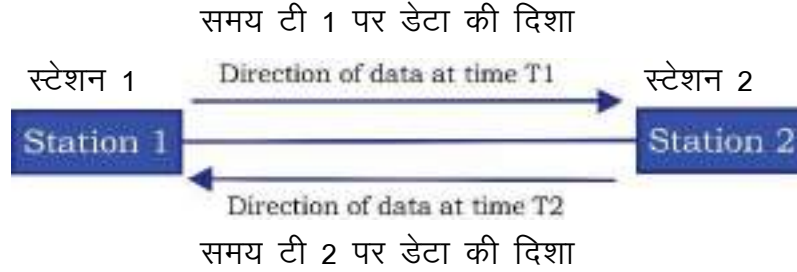 समय टी 1 पर डेटा की दिशा
स्टेशन 1
Direction of data at time T1
स्टेशन 2
Station 1
Station 2
Direction of data at time T2
समय टी 2 पर डेटा की दिशा